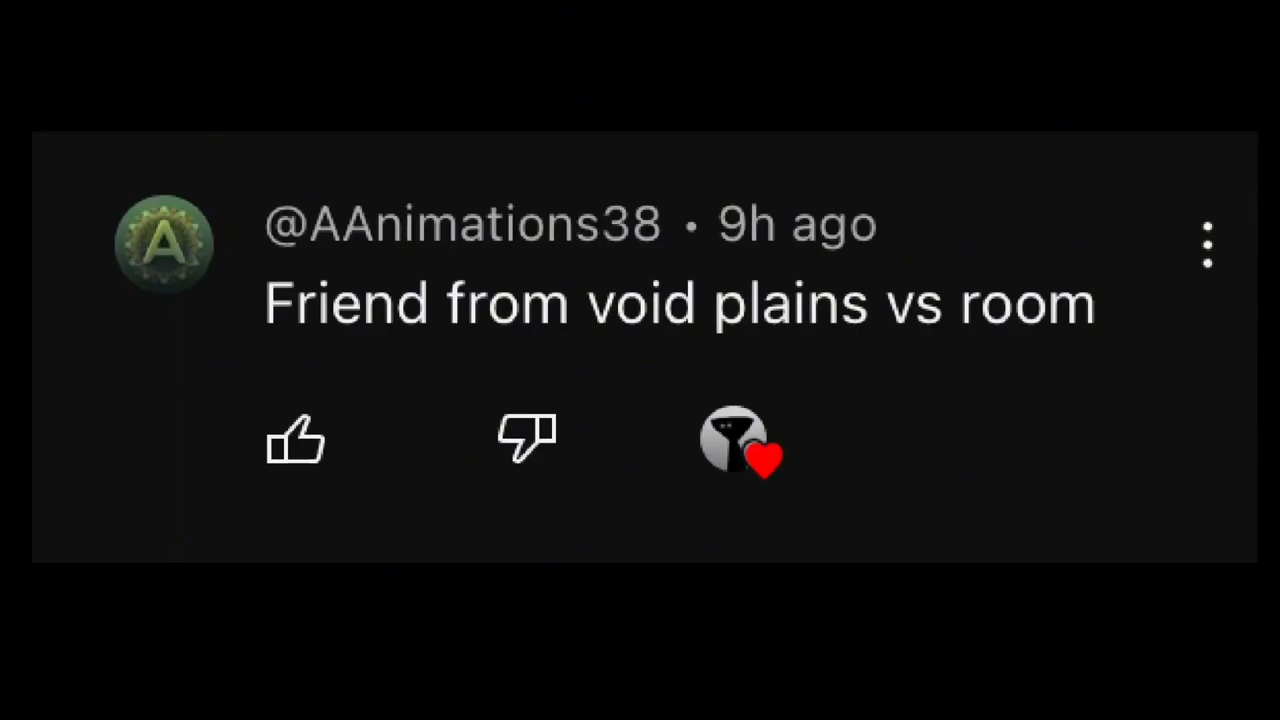 A
@AAnimations38 • 9h ago
Friend from void plains vs room